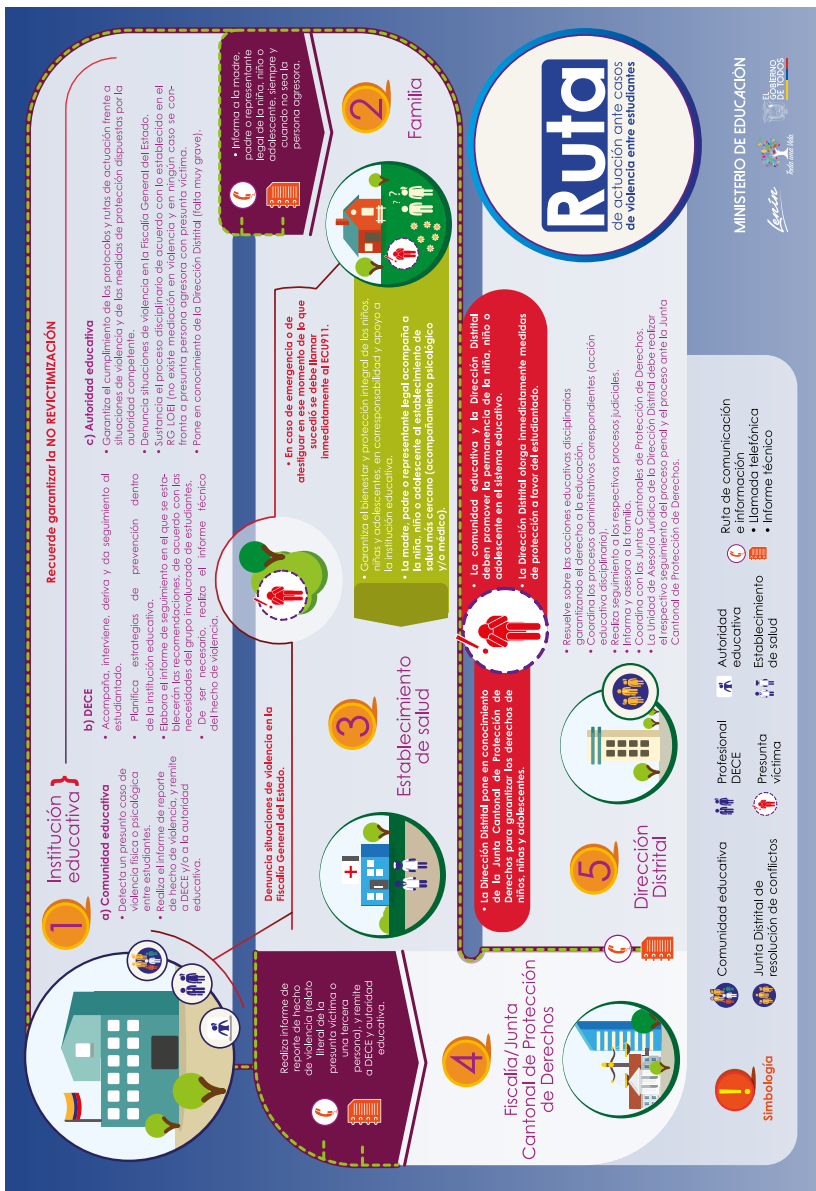 Recuerde garantizar la NO REVICTIMIZACIÓN
1
Institución
educativa }
a) Comunidad educativa
• Detecta un presunto caso de
violencia física o psicológica
entre estudiantes.
• Realiza el informe de reporte
de hecho de violencia, y remite
a DECE y/o a la autoridad
educativa.
b) DECE
• Acompaña, interviene, deriva y da seguimiento al
estudiantado.
• Planifica estrategias de prevención dentro
de la institución educativa.
• Elabora el informe de seguimiento en el que se esta-
blecerán las recomendaciones, de acuerdo con las
necesidades del grupo involucrado de estudiantes.
• De ser necesario, realiza el informe técnico
del hecho de violencia.
c) Autoridad educativa
• Garantiza el cumplimiento de los protocolos y rutas de actuación frente a
situaciones de violencia y de las medidas de protección dispuestas por la
autoridad competente.
• Denuncia situaciones de violencia en la Fiscalía General del Estado.
• Sustancia el proceso disciplinario de acuerdo con lo establecido en el
RG LOEI (no existe mediación en violencia y en ningún caso se con-
fronta a presunta persona agresora con presunta víctima.
• Pone en conocimiento de la Dirección Distrital (falta muy grave).
• Informa a la madre,
padre o representante
legal de la niña, niño o
adolescente, siempre y
cuando no sea la
persona agresora.
2
Familia
• En caso de emergencia o de
atestiguar en ese momento de lo que
sucedió se debe llamar
inmediatamente al ECU911.
• Garantiza el bienestar y protección integral de los niños,
niñas y adolescentes, en corresponsabilidad y apoyo a
la institución educativa.
• La madre, padre o representante legal acompaña a
la niña, niño o adolescente al establecimiento de
salud más cercano (acompañamiento psicológico
y/o médico).
Denuncia situaciones de violencia en la
Fiscalía General del Estado.
3
Establecimiento
de salud
Realiza informe de
reporte de hecho
de violencia (relato
literal de la
presunta víctima o
una tercera
persona), y remite
a DECE y autoridad
educativa.
4
Fiscalía/Junta
Cantonal de Protección
de Derechos
• La Dirección Distrital pone en conocimiento
de la Junta Cantonal de Protección de
Derechos para garantizar los derechos de
niños, niñas y adolescentes.
• La comunidad educativa y la Dirección Distrital
deben promover la permanencia de la niña, niño o
adolescente en el sistema educativo.
• La Dirección Distrital otorga inmediatamente medidas
de protección a favor del estudiantado.
5
Dirección
Distrital
• Resuelve sobre las acciones educativas disciplinarias
garantizando el derecho a la educación.
• Coordina los procesos administrativos correspondientes (acción
educativa disciplinaria).
• Realiza seguimiento a los respectivos procesos judiciales.
• Informa y asesora a la familia.
• Coordina con las Juntas Cantonales de Protección de Derechos.
• La Unidad de Asesoría Jurídica de la Dirección Distrital debe realizar
el respectivo seguimiento del proceso penal y el proceso ante la Junta
Cantonal de Protección de Derechos.
Ruta
de actuación ante casos
de violencia entre estudiantes
!
Simbología
Comunidad educativa
Junta Distrital de
resolución de conflictos
Profesional
DECE
Presunta
víctima
Autoridad
educativa
Establecimiento
de salud
Ruta de comunicación
e información
• Llamada telefónica
• Informe técnico
MINISTERIO DE EDUCACIÓN
Lenín
Toda una Vida
EL
GOBIERNO
DE TODOS